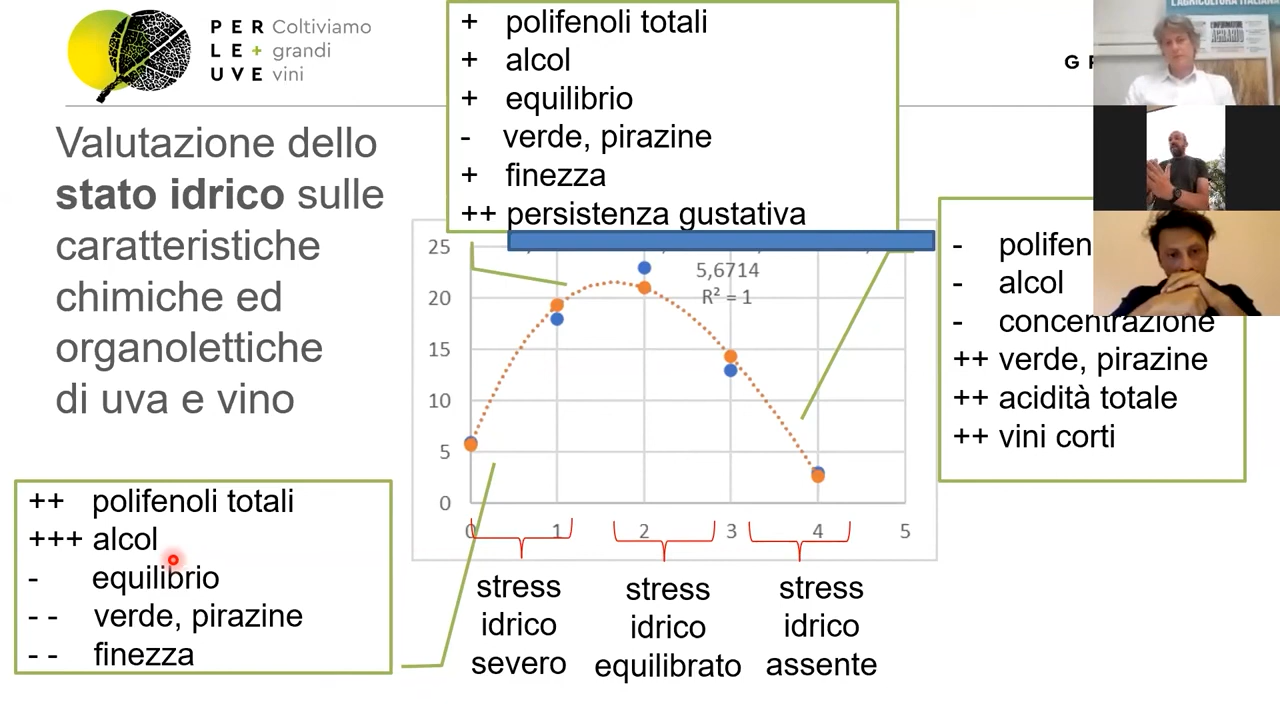 PER Coltiviamo
LE+ grandi
UVE vini
Valutazione dello
stato idrico sulle
caratteristiche
chimiche ed
organolettiche
di uva e vino
+ polifenoli totali
+ alcol
+ equilibrio
- verde, pirazine
+ finezza
++ persistenza gustativa
L'AGRICOLTURA ITALIANA
AGRARIO
- alcol
- concentrazione
++ verde, pirazine
++ acidità totale
++ vini corti
5,6714
R² = 1
25
20
15
10
5
0
0 1 2 3 4 5
stress
idrico
severo
stress
idrico
equilibrato
stress
idrico
assente
++ polifenoli totali
+++ alcol
- equilibrio
- - verde, pirazine
- - finezza